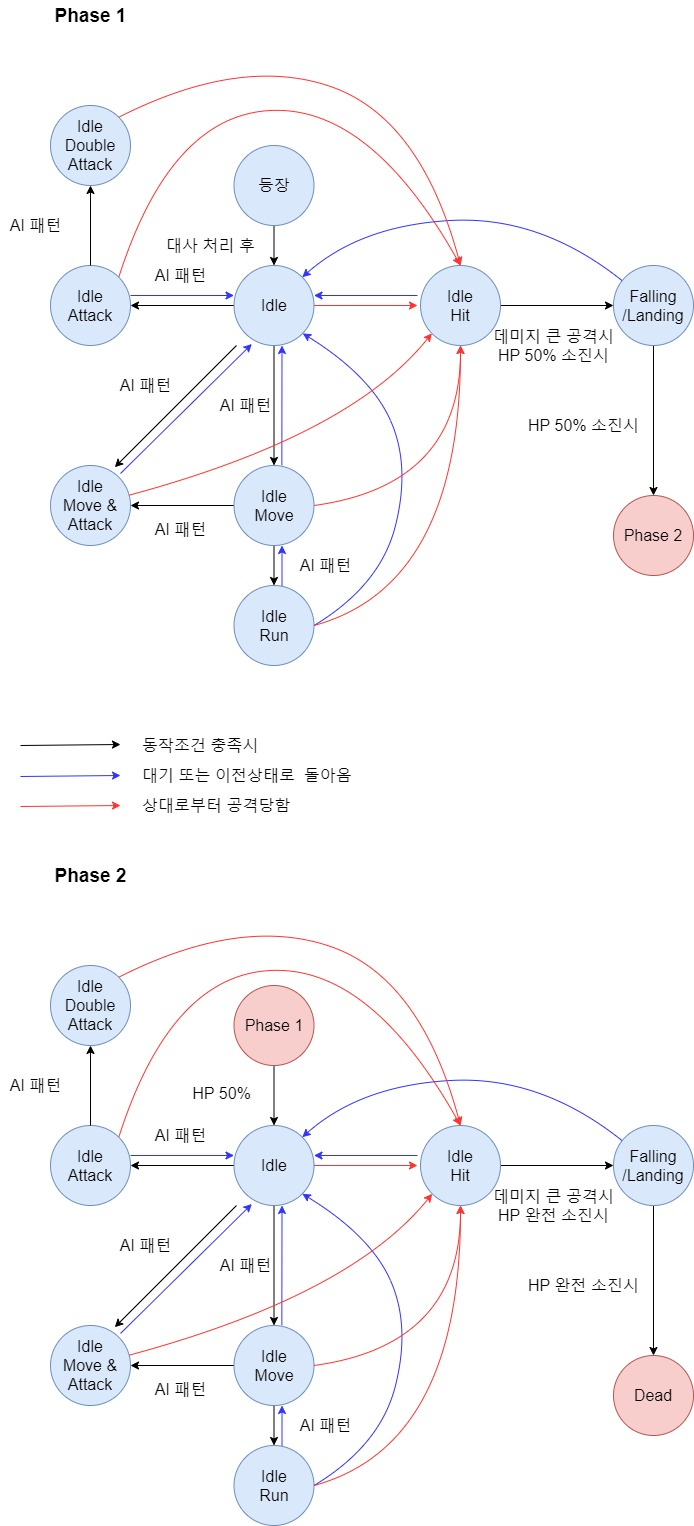 Phase 1
Idle
Double
Attack
등장
AI 패턴
대사 처리 후
AI 패턴
Idle
Attack
Idle
Idle
Hit
Falling
/Landing
데미지 큰 공격시
HP 50% 소진시
AI 패턴
AI 패턴
HP 50% 소진시
Idle
Move &
Attack
Idle
Move
AI 패턴
Phase 2
AI 패턴
Idle
Run
동작조건 충족시
대기 또는 이전상태로 돌아옴
상대로부터 공격당함
Phase 2
Idle
Double
Attack
Phase 1
AI 패턴
HP 50%
AI 패턴
Idle
Attack
Idle
Idle
Hit
Falling
/Landing
데미지 큰 공격시
HP 완전 소진시
AI 패턴
AI 패턴
HP 완전 소진시
Idle
Move &
Attack
Idle
Move
AI 패턴
Dead
AI 패턴
Idle
Run